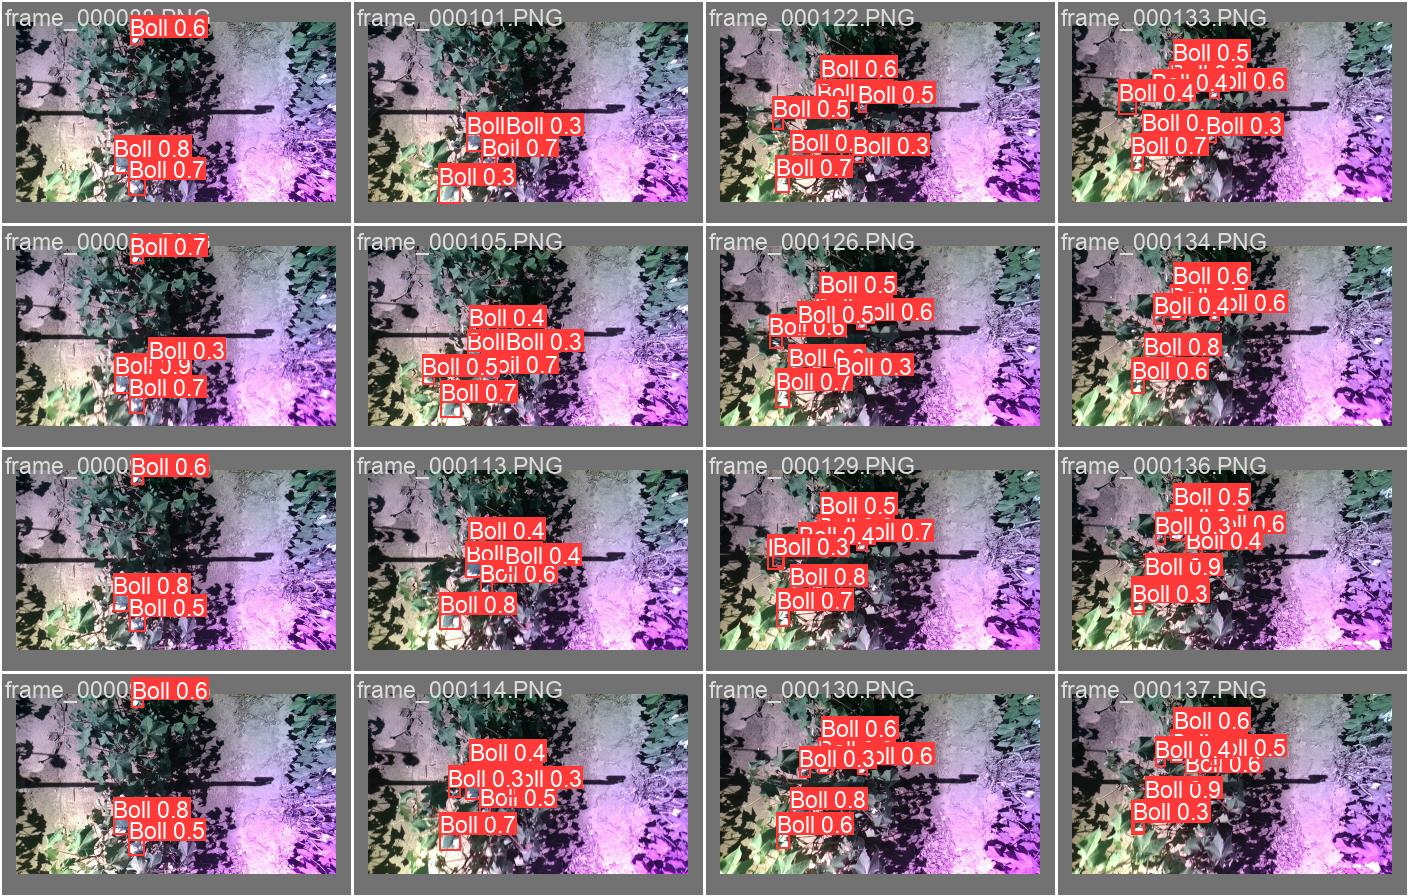 Boll 0.6
Boll 0.8
Boll 0.7
frame_000101.PNG
Boll
Boll 0.3
Boll 0.7
Boll 0.3
frame_000122.PNG
Boll 0.6
Boll
Boll 0.5
Boll 0.5
Boll 0.3
Boll 0.7
frame_000133.PNG
Boll 0.5
Boll 0.4
Boll 0.3
Boll 0.7
Boll 0.7
Boll 0.3
Boll 0.7
frame_000105.PNG
Boll 0.4
Boll
Boll 0.3
Boll 0.5
Boll 0.7
frame_000126.PNG
Boll 0.5
Boll 0.5
Boll 0.6
Boll 0.3
Boll 0.7
frame_000134.PNG
Boll 0.6
Boll 0.4
Boll 0.8
Boll 0.6
Boll 0.6
Boll 0.8
Boll 0.5
frame_000113.PNG
Boll 0.4
Boll
Boll 0.4
Boll 0.6
Boll 0.8
frame_000129.PNG
Boll 0.5
Boll 0.3
Boll 0.8
Boll 0.7
frame_000136.PNG
Boll 0.5
Boll 0.3
Boll 0.4
Boll 0.9
Boll 0.3
Boll 0.6
Boll 0.8
Boll 0.5
frame_000114.PNG
Boll 0.4
Boll 0.3
Boll 0.5
Boll 0.7
frame_000130.PNG
Boll 0.6
Boll 0.3
Boll 0.8
Boll 0.6
frame_000137.PNG
Boll 0.6
Boll 0.4
Boll 0.6
Boll 0.9
Boll 0.3